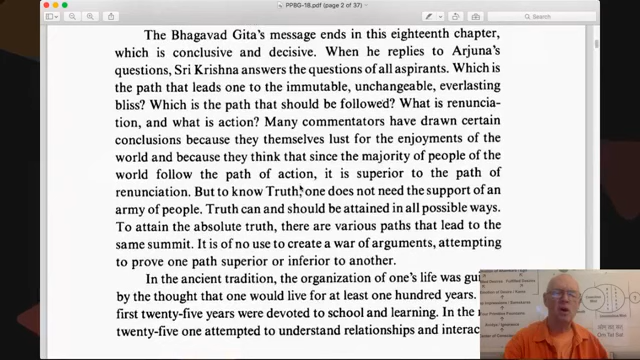 PPBG-18.pdf (page 2 of 37)
Search
The Bhagavad Gita's message ends in this eighteenth chapter,
which is conclusive and decisive. When he replies to Arjuna's
questions, Sri Krishna answers the questions of all aspirants. Which is
the path that leads one to the immutable, unchangeable, everlasting
bliss? Which is the path that should be followed? What is renuncia-
tion, and what is action? Many commentators have drawn certain
conclusions because they themselves lust for the enjoyments of the
world and because they think that since the majority of people of the
world follow the path of action, it is superior to the path of
renunciation. But to know Truth, one does not need the support of an
army of people. Truth can and should be attained in all possible ways.
To attain the absolute truth, there are various paths that lead to the
same summit. It is of no use to create a war of arguments, attempting
to prove one path superior or inferior to another.
In the ancient tradition, the organization of one's life was
by the thought that one would live for at least one hundred years.
first twenty-five years were devoted to school and learning. In the
twenty-five one attempted to understand relationships and
Om Tat Sat